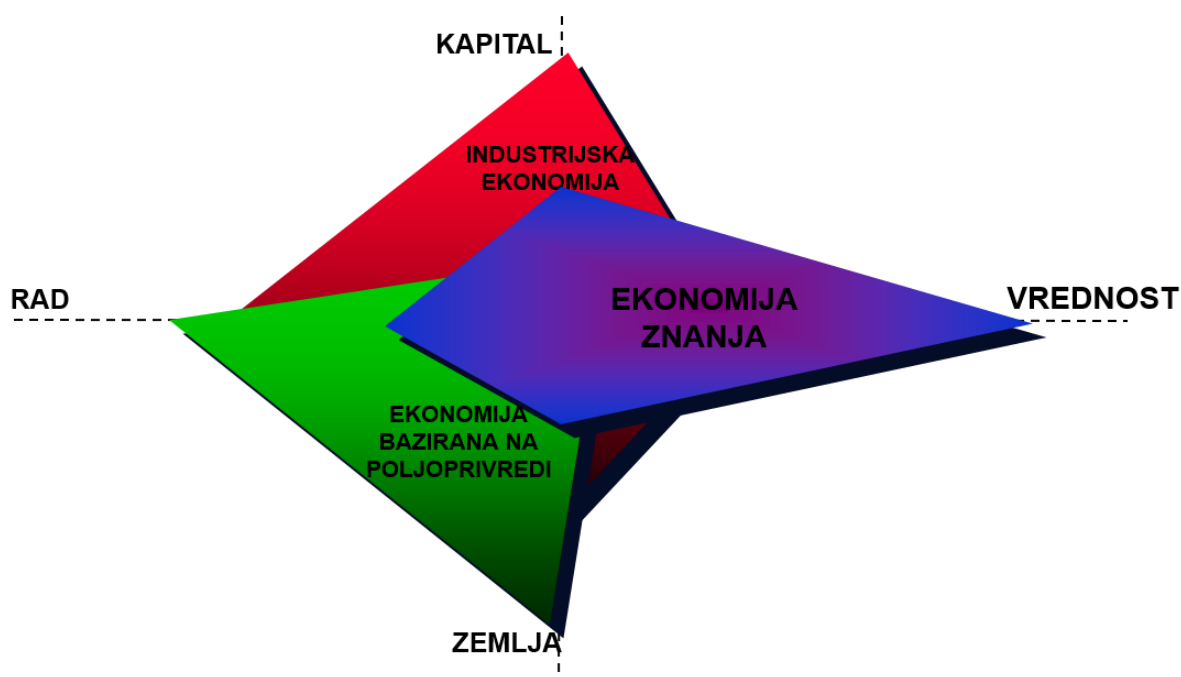 KAPITAL
INDUSTRIJSKA
EKONOMIJA
RAD
EKONOMIJA
ZNANJA
VREDNOST
EKONOMIJA
BAZIRANA NA
POLJOPRIVREDI
ZEMLJA